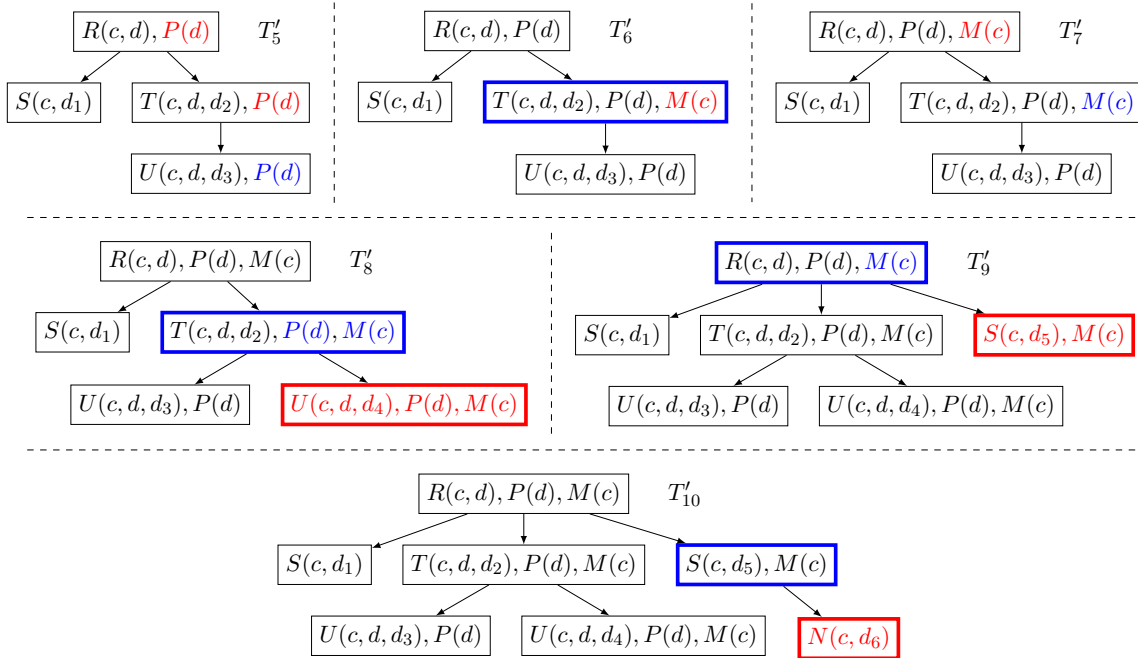 R(c, d), P(d) T′₅
S(c, d₁) T(c, d, d₂), P(d)
U(c, d, d₃), P(d)
R(c, d), P(d) T′₆
S(c, d₁) T(c, d, d₂), P(d), M(c)
U(c, d, d₃), P(d)
R(c, d), P(d), M(c) T′₇
S(c, d₁) T(c, d, d₂), P(d), M(c)
U(c, d, d₃), P(d)
R(c, d), P(d), M(c) T′₈
S(c, d₁) T(c, d, d₂), P(d), M(c)
U(c, d, d₃), P(d) U(c, d, d₄), P(d), M(c)
R(c, d), P(d), M(c) T′₉
S(c, d₁) T(c, d, d₂), P(d), M(c) S(c, d₅), M(c)
U(c, d, d₃), P(d) U(c, d, d₄), P(d), M(c)
R(c, d), P(d), M(c) T′₁₀
S(c, d₁) T(c, d, d₂), P(d), M(c) S(c, d₅), M(c)
U(c, d, d₃), P(d) U(c, d, d₄), P(d), M(c) N(c, d₆)